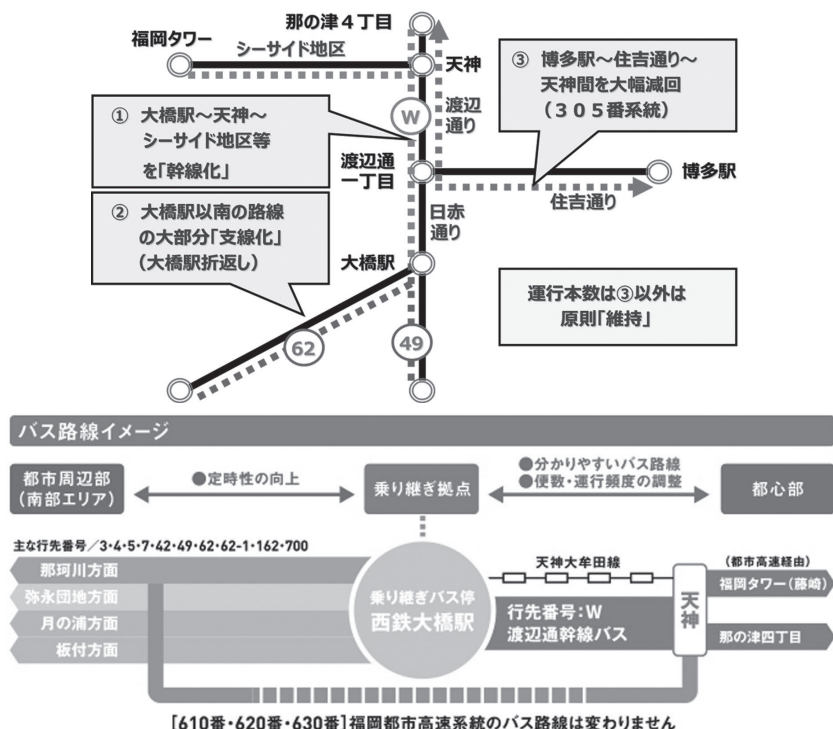 那の津４丁目
福岡タワー
シーサイド地区
天神
③ 博多駅～住吉通り～
天神間を大幅減回
（３０５番系統）
① 大橋駅～天神～
シーサイド地区等
を「幹線化」
W
渡辺
通り
渡辺通
一丁目
博多駅
住吉通り
② 大橋駅以南の路線
の大部分「支線化」
（大橋駅折返し）
日赤
通り
大橋駅
運行本数は③以外は
原則「維持」
62
49
バス路線イメージ
都市周辺部
（南部エリア）
●定時性の向上
乗り継ぎ拠点
●分かりやすいバス路線
●便数・運行頻度の調整
都心部
主な行先番号／3・4・5・7・42・49・62・62-1・162・700
那珂川方面
弥永団地方面
月の浦方面
板付方面
乗り継ぎバス停
西鉄大橋駅
天神大牟田線
行先番号：W
渡辺通幹線バス
天神
（都市高速経由）
福岡タワー（藤崎）
那の津四丁目
［610番・620番・630番］福岡都市高速系統のバス路線は変わりません